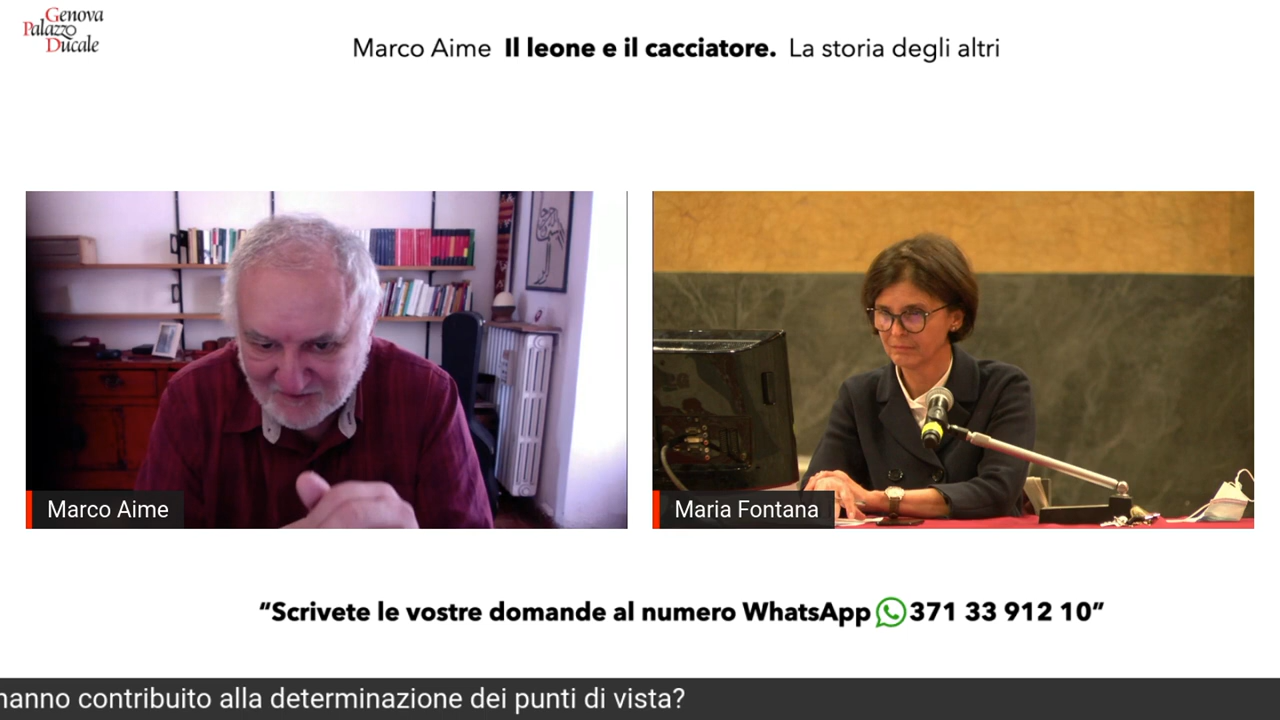 Genova
Palazzo
Ducale
Marco Aime Il leone e il cacciatore. La storia degli altri
Marco Aime
Maria Fontana
“Scrivete le vostre domande al numero WhatsApp 371 33 912 10”
hanno contribuito alla determinazione dei punti di vista?